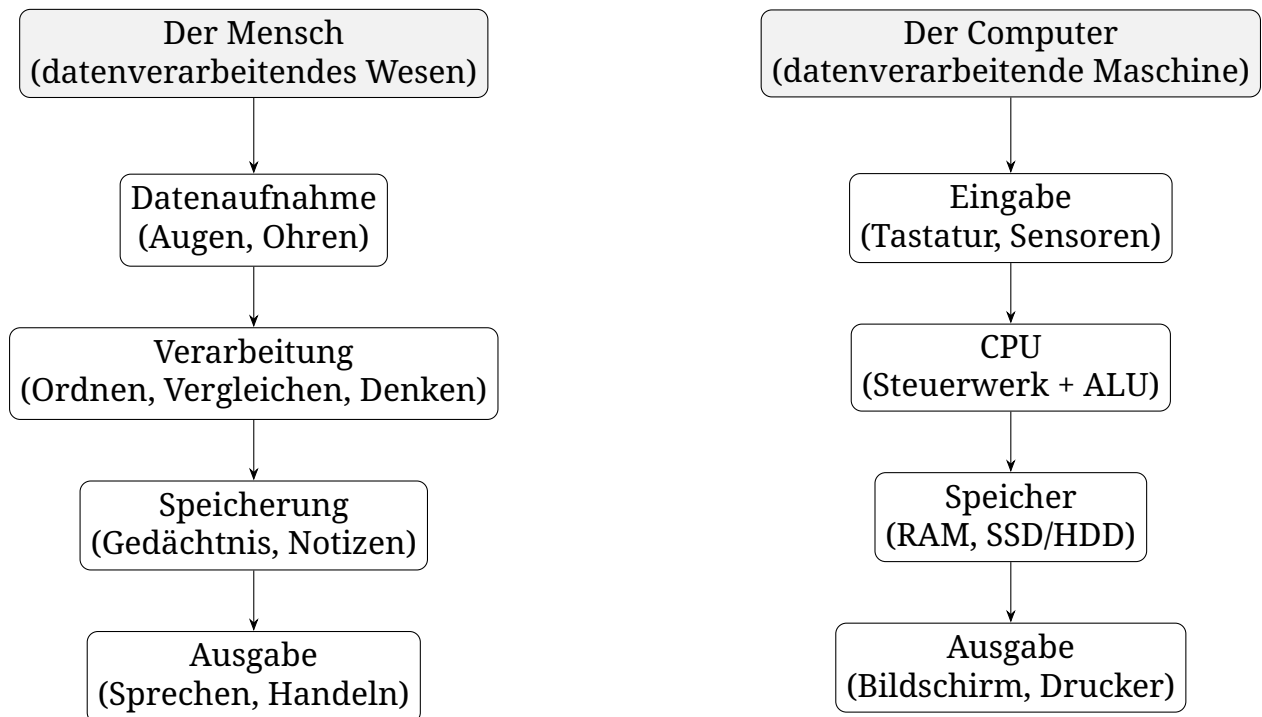 Der Mensch
(datenverarbeitendes Wesen)
Datenaufnahme
(Augen, Ohren)
Verarbeitung
(Ordnen, Vergleichen, Denken)
Speicherung
(Gedächtnis, Notizen)
Ausgabe
(Sprechen, Handeln)
Der Computer
(datenverarbeitende Maschine)
Eingabe
(Tastatur, Sensoren)
CPU
(Steuerwerk + ALU)
Speicher
(RAM, SSD/HDD)
Ausgabe
(Bildschirm, Drucker)